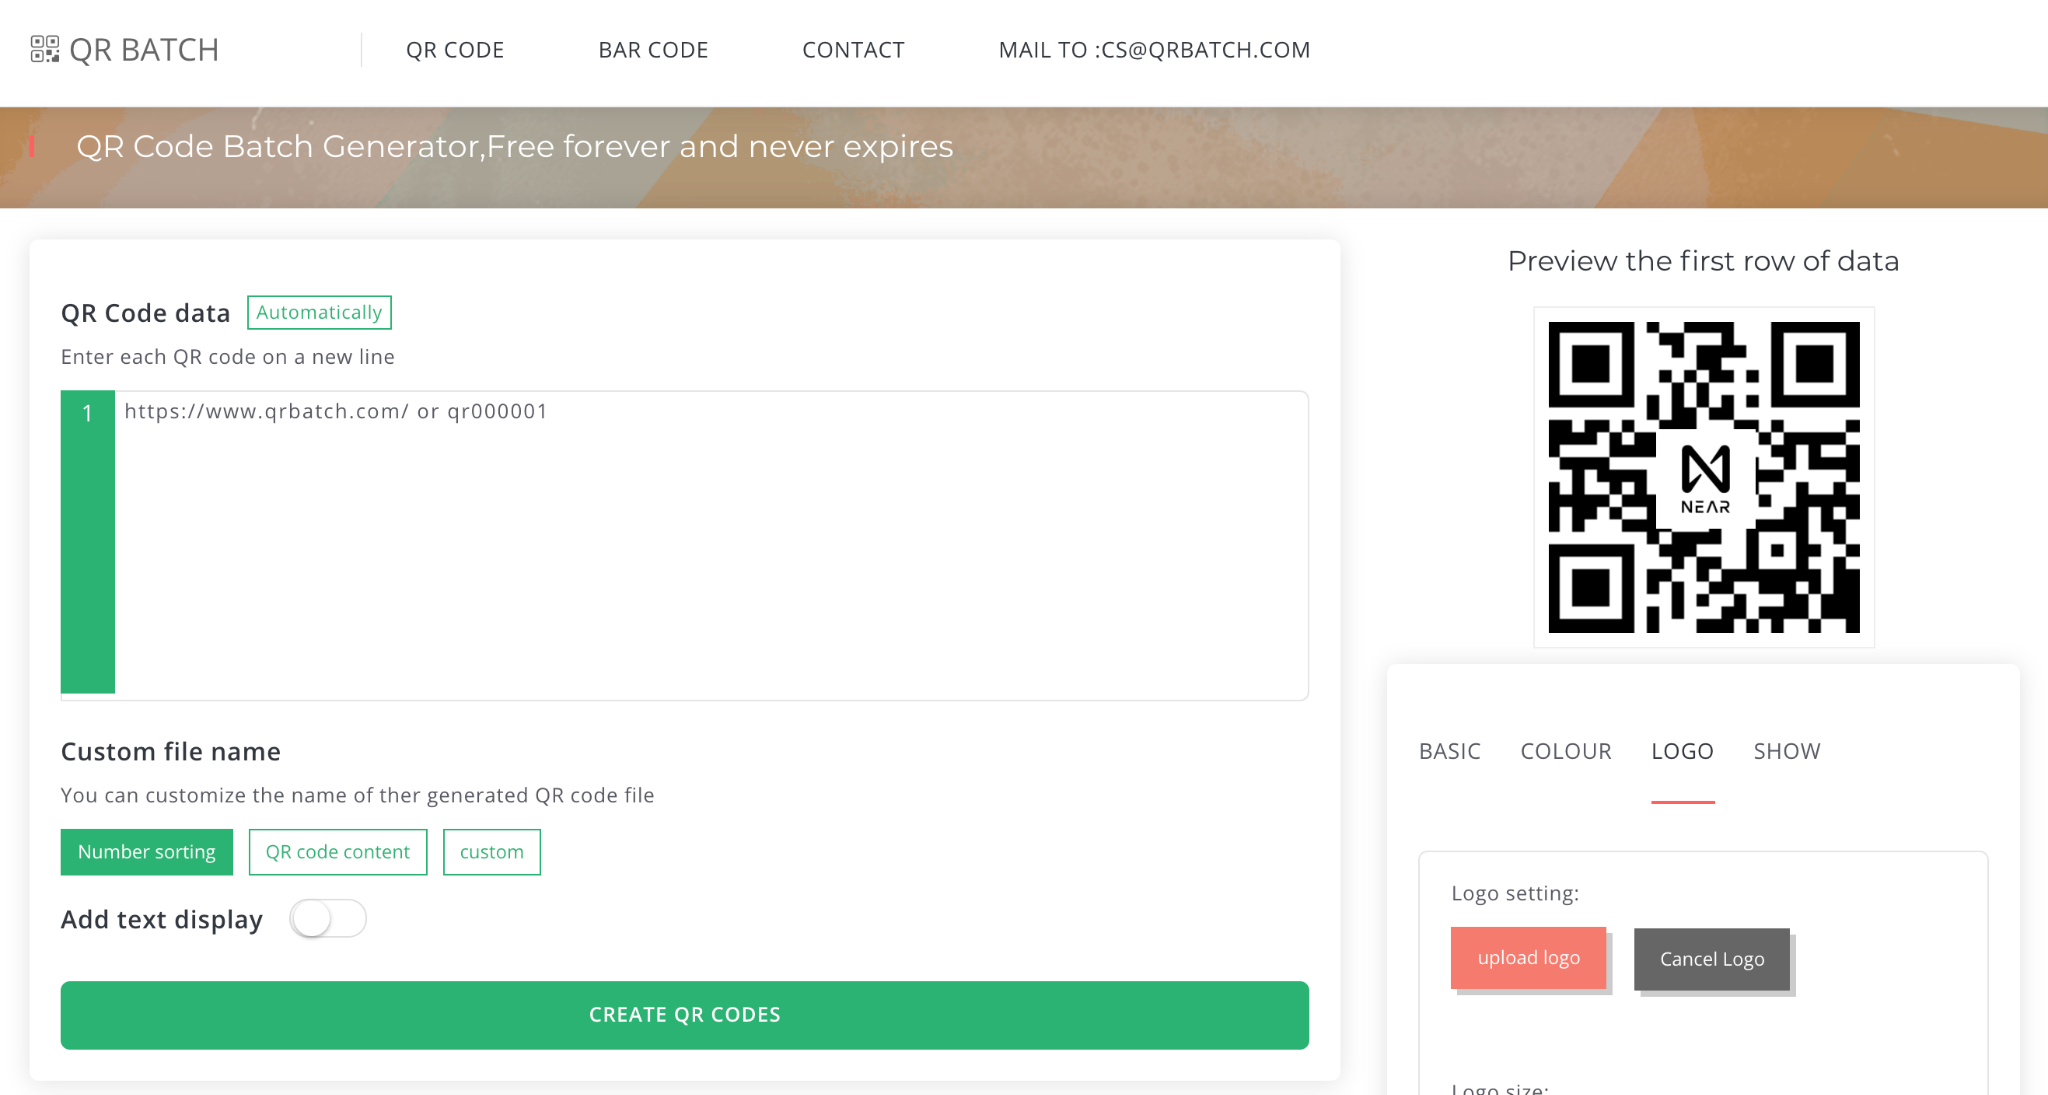 QR BATCH
QR CODE
BAR CODE
CONTACT
MAIL TO :CS@QRBATCH.COM
QR Code Batch Generator,Free forever and never expires
QR Code data
Automatically
Enter each QR code on a new line
1
https://www.qrbatch.com/ or qr000001
Custom file name
You can customize the name of ther generated QR code file
Number sorting
QR code content
custom
Add text display
CREATE QR CODES
Preview the first row of data
NEAR
BASIC
COLOUR
LOGO
SHOW
Logo setting:
upload logo
Cancel Logo
Logo size: